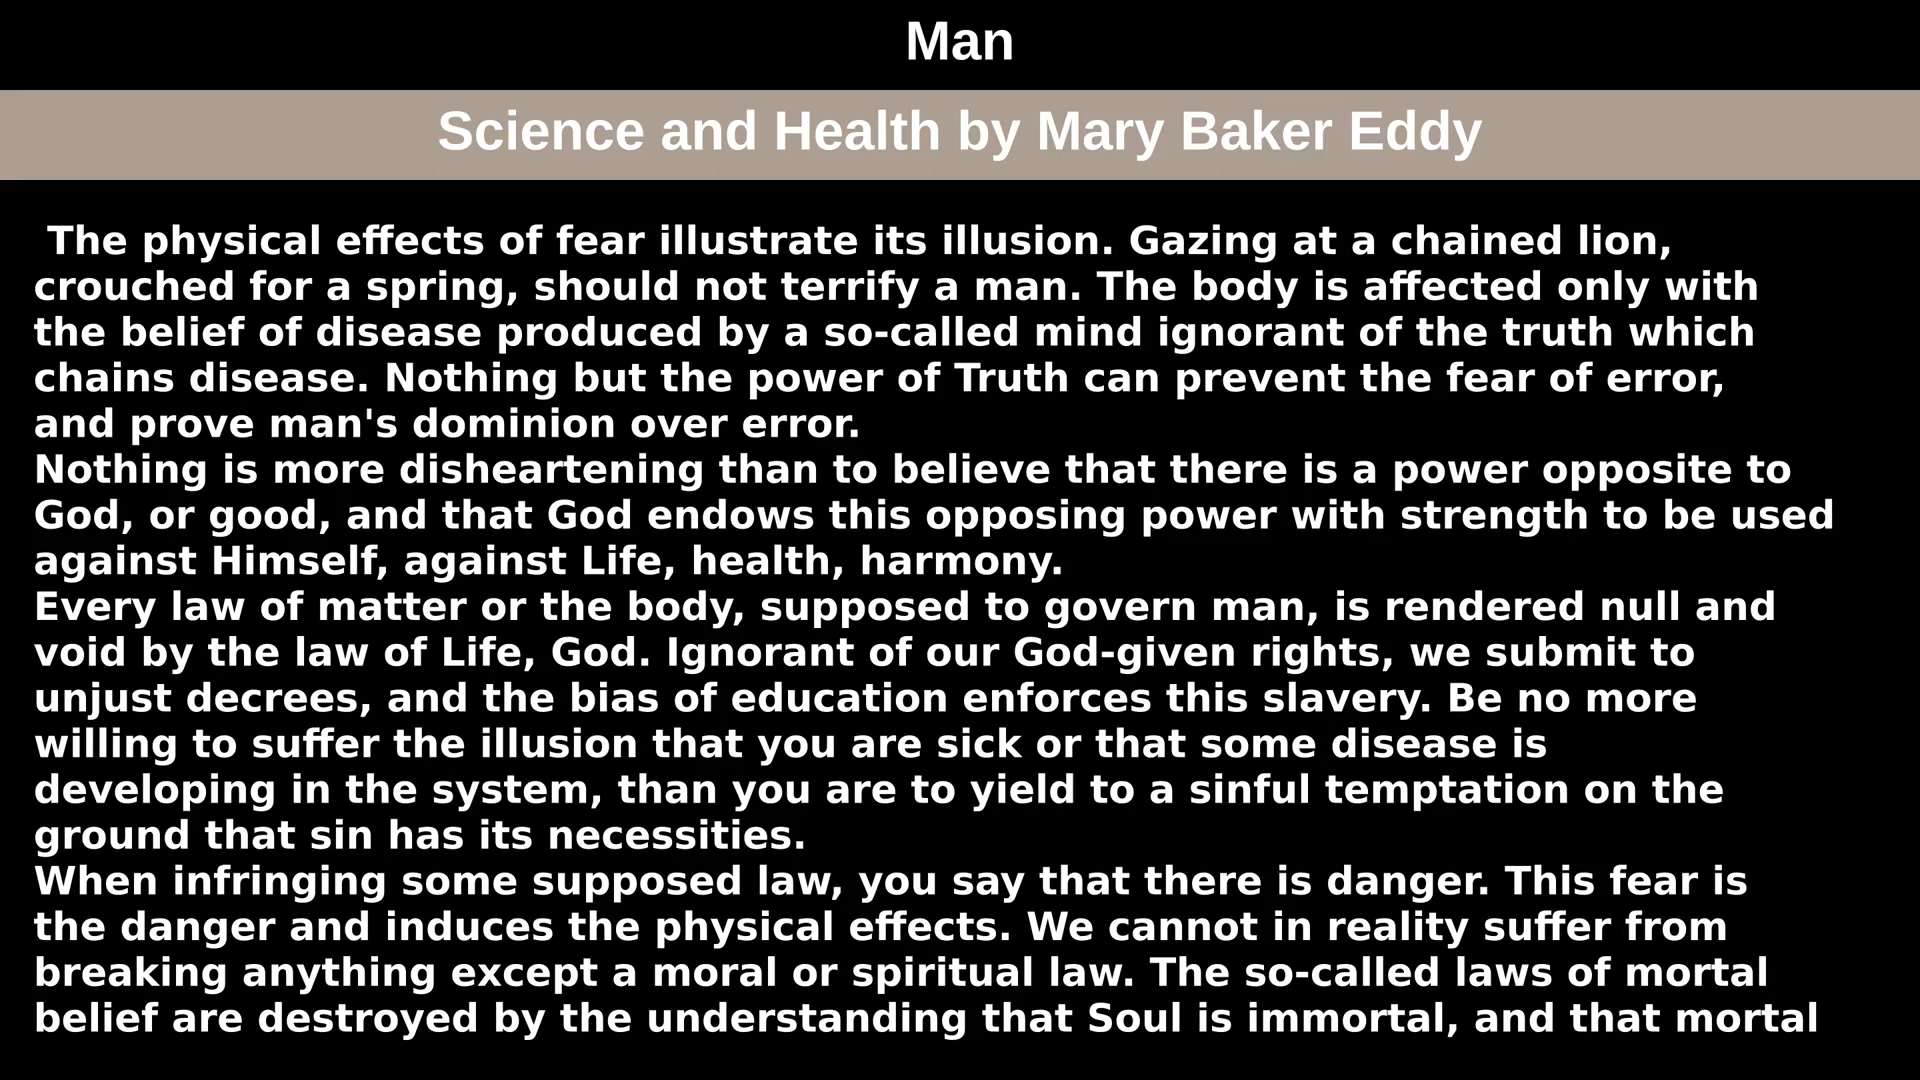 Man
Science and Health by Mary Baker Eddy
The physical effects of fear illustrate its illusion. Gazing at a chained lion,
crouched for a spring, should not terrify a man. The body is affected only with
the belief of disease produced by a so-called mind ignorant of the truth which
chains disease. Nothing but the power of Truth can prevent the fear of error,
and prove man's dominion over error.
Nothing is more disheartening than to believe that there is a power opposite to
God, or good, and that God endows this opposing power with strength to be used
against Himself, against Life, health, harmony.
Every law of matter or the body, supposed to govern man, is rendered null and
void by the law of Life, God. Ignorant of our God-given rights, we submit to
unjust decrees, and the bias of education enforces this slavery. Be no more
willing to suffer the illusion that you are sick or that some disease is
developing in the system, than you are to yield to a sinful temptation on the
ground that sin has its necessities.
When infringing some supposed law, you say that there is danger. This fear is
the danger and induces the physical effects. We cannot in reality suffer from
breaking anything except a moral or spiritual law. The so-called laws of mortal
belief are destroyed by the understanding that Soul is immortal, and that mortal